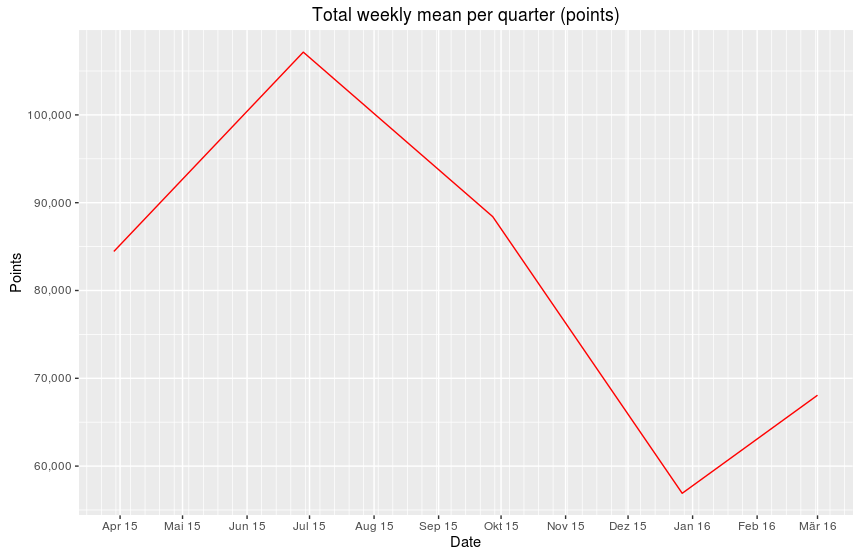 Total weekly mean per quarter (points)
100,000
90,000
80,000
70,000
60,000
Points
Apr 15 Mai 15 Jun 15 Jul 15 Aug 15 Sep 15 Okt 15 Nov 15 Dez 15 Jan 16 Feb 16 Mär 16
Date